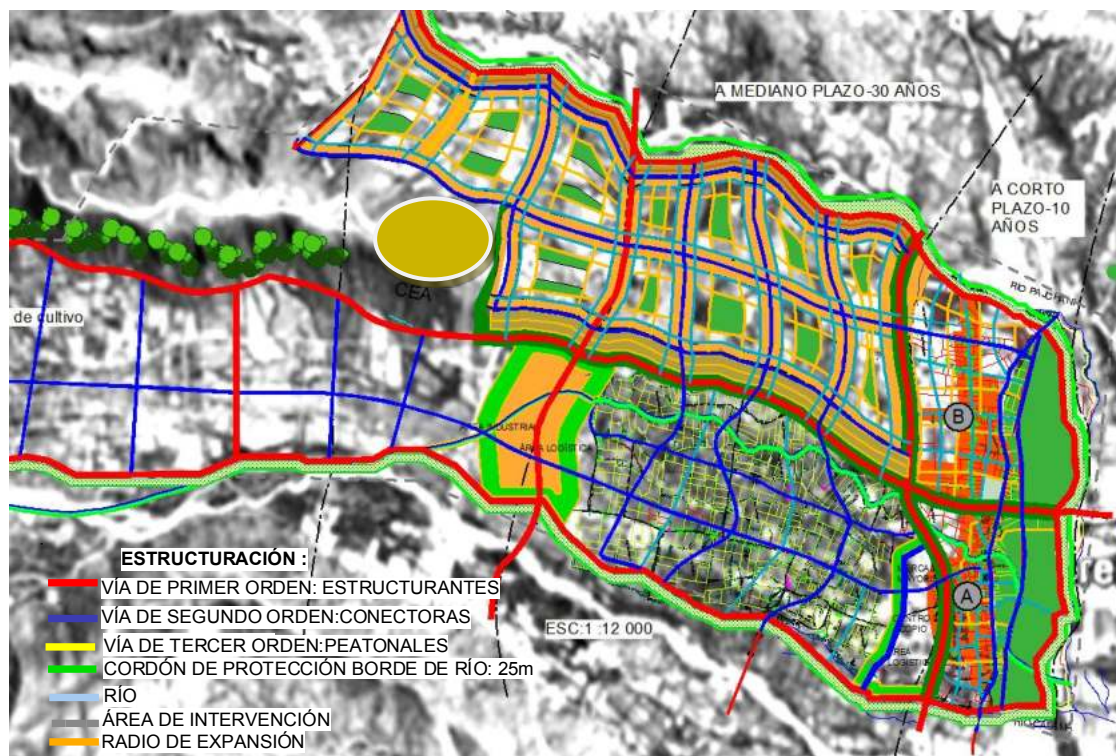 A MEDIANO PLAZO-30 AÑOS
A CORTO
PLAZO-10
AÑOS
CEA
de cultivo
B
ÁREA LOGÍSTICA
A
ESC:1 :12 000
ESTRUCTURACIÓN :
VÍA DE PRIMER ORDEN: ESTRUCTURANTES
VÍA DE SEGUNDO ORDEN:CONECTORAS
VÍA DE TERCER ORDEN:PEATONALES
CORDÓN DE PROTECCIÓN BORDE DE RÍO: 25m
RÍO
ÁREA DE INTERVENCIÓN
RADIO DE EXPANSIÓN